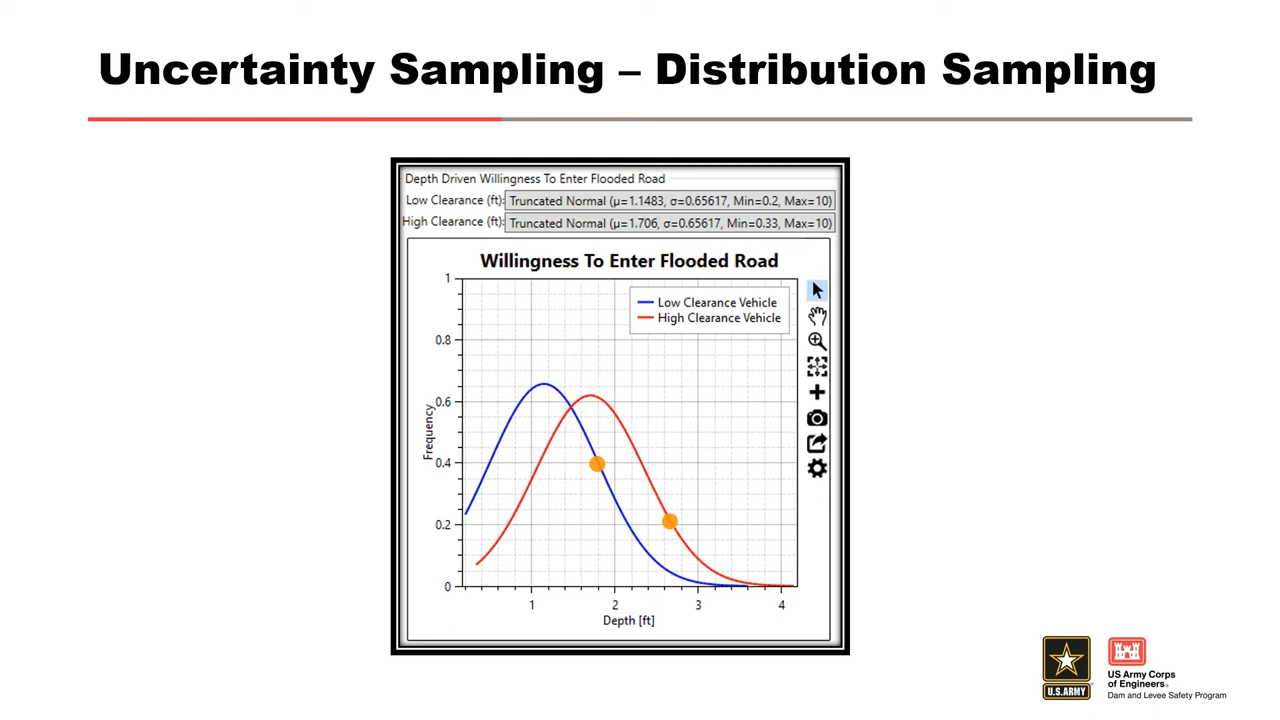 Uncertainty Sampling – Distribution Sampling
Depth Driven Willingness To Enter Flooded Road
Low Clearance (ft): Truncated Normal (μ=1.1483, σ=0.65617, Min=0.2, Max=10)
High Clearance (ft): Truncated Normal (μ=1.706, σ=0.65617, Min=0.33, Max=10)
Willingness To Enter Flooded Road
Low Clearance Vehicle
High Clearance Vehicle
1
0.8
0.6
0.4
0.2
0
Frequency
1 2 3 4
Depth [ft]
U.S.ARMY
US Army Corps
of Engineers®
Dam and Levee Safety Program